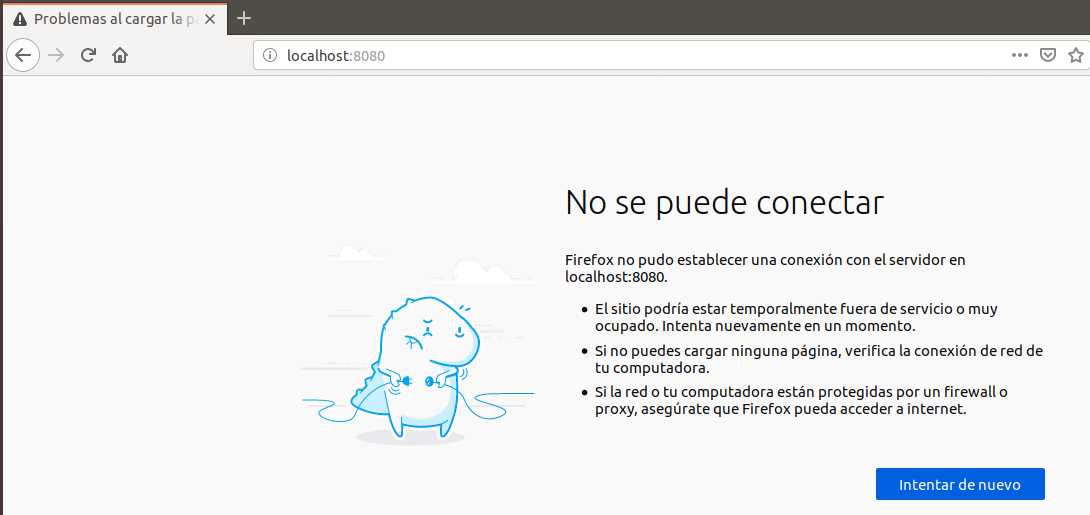 Problemas al cargar la pá
localhost:8080
No se puede conectar
Firefox no pudo establecer una conexión con el servidor en
localhost:8080.
El sitio podría estar temporalmente fuera de servicio o muy
ocupado. Intenta nuevamente en un momento.
Si no puedes cargar ninguna página, verifica la conexión de red de
tu computadora.
Si la red o tu computadora están protegidas por un firewall o
proxy, asegúrate que Firefox pueda acceder a internet.
Intentar de nuevo